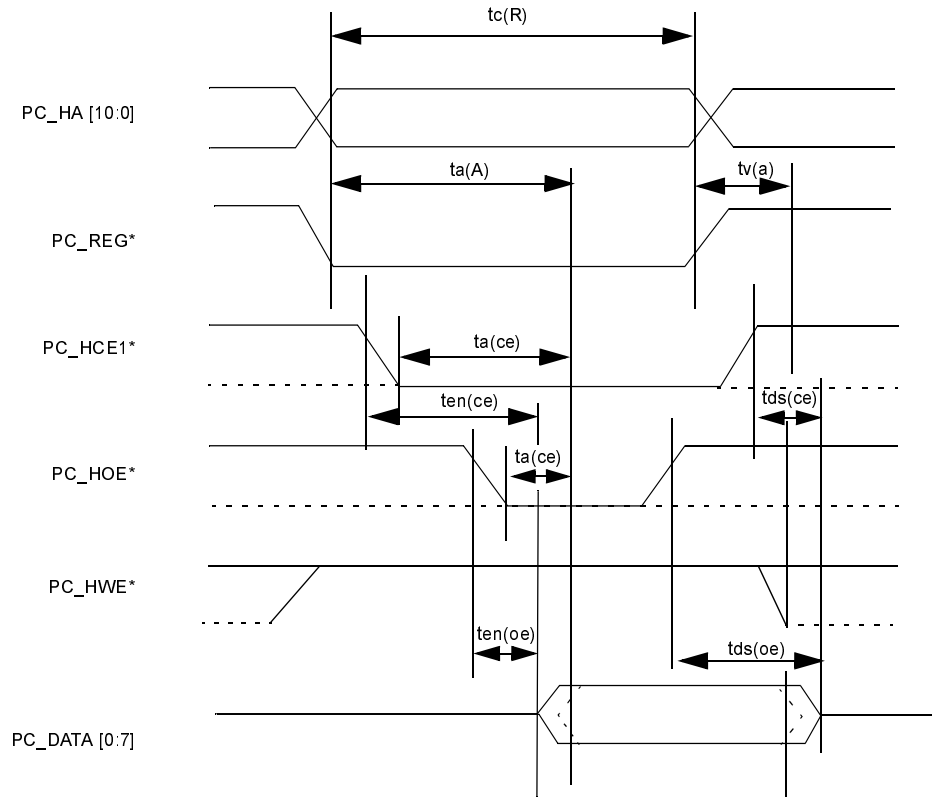 tc(R)
PC_HA [10:0]
ta(A)
tv(a)
PC_REG*
PC_HCE1*
ta(ce)
ten(ce)
tds(ce)
PC_HOE*
ta(ce)
PC_HWE*
ten(oe)
tds(oe)
PC_DATA [0:7]